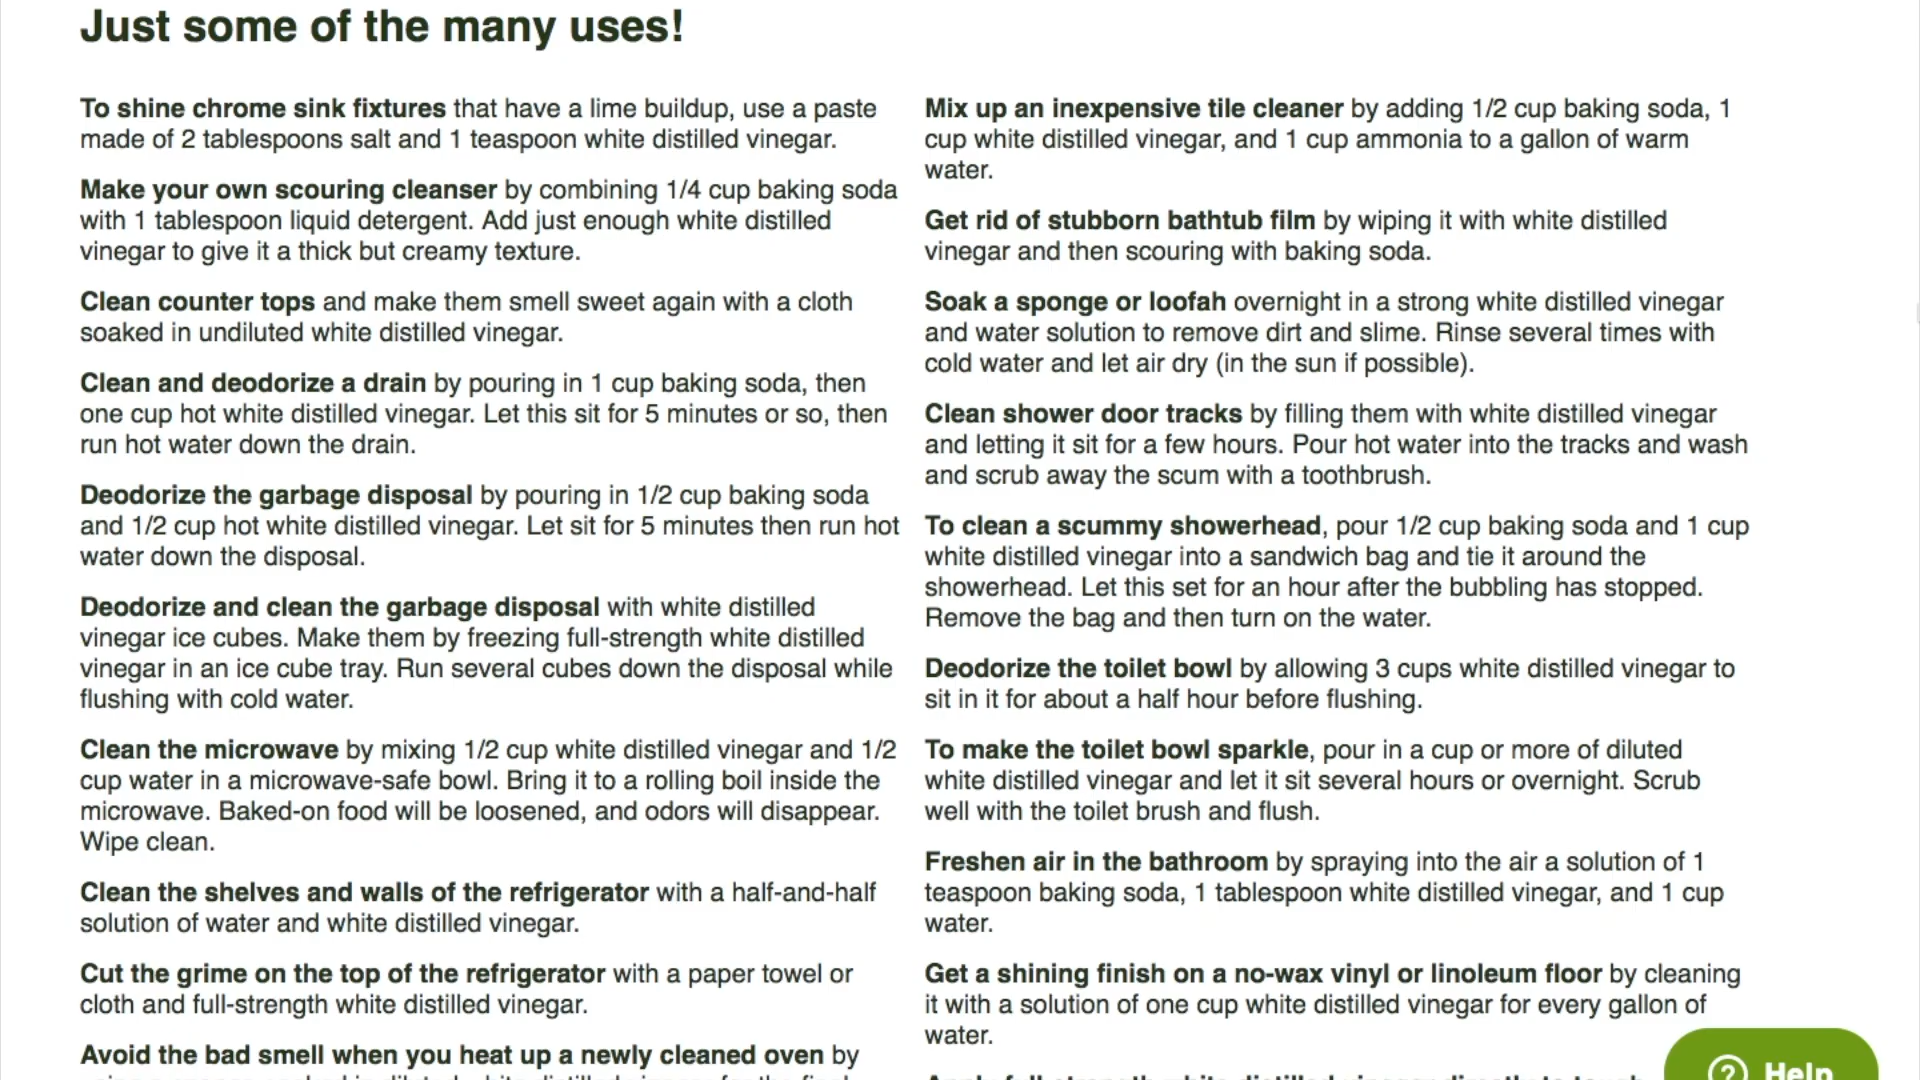 Just some of the many uses!
To shine chrome sink fixtures that have a lime buildup, use a paste
made of 2 tablespoons salt and 1 teaspoon white distilled vinegar.
Make your own scouring cleanser by combining 1/4 cup baking soda
with 1 tablespoon liquid detergent. Add just enough white distilled
vinegar to give it a thick but creamy texture.
Clean counter tops and make them smell sweet again with a cloth
soaked in undiluted white distilled vinegar.
Clean and deodorize a drain by pouring in 1 cup baking soda, then
one cup hot white distilled vinegar. Let this sit for 5 minutes or so, then
run hot water down the drain.
Deodorize the garbage disposal by pouring in 1/2 cup baking soda
and 1/2 cup hot white distilled vinegar. Let sit for 5 minutes then run hot
water down the disposal.
Deodorize and clean the garbage disposal with white distilled
vinegar ice cubes. Make them by freezing full-strength white distilled
vinegar in an ice cube tray. Run several cubes down the disposal while
flushing with cold water.
Clean the microwave by mixing 1/2 cup white distilled vinegar and 1/2
cup water in a microwave-safe bowl. Bring it to a rolling boil inside the
microwave. Baked-on food will be loosened, and odors will disappear.
Wipe clean.
Clean the shelves and walls of the refrigerator with a half-and-half
solution of water and white distilled vinegar.
Cut the grime on the top of the refrigerator with a paper towel or
cloth and full-strength white distilled vinegar.
Avoid the bad smell when you heat up a newly cleaned oven by
Mix up an inexpensive tile cleaner by adding 1/2 cup baking soda, 1
cup white distilled vinegar, and 1 cup ammonia to a gallon of warm
water.
Get rid of stubborn bathtub film by wiping it with white distilled
vinegar and then scouring with baking soda.
Soak a sponge or loofah overnight in a strong white distilled vinegar
and water solution to remove dirt and slime. Rinse several times with
cold water and let air dry (in the sun if possible).
Clean shower door tracks by filling them with white distilled vinegar
and letting it sit for a few hours. Pour hot water into the tracks and wash
and scrub away the scum with a toothbrush.
To clean a scummy showerhead, pour 1/2 cup baking soda and 1 cup
white distilled vinegar into a sandwich bag and tie it around the
showerhead. Let this set for an hour after the bubbling has stopped.
Remove the bag and then turn on the water.
Deodorize the toilet bowl by allowing 3 cups white distilled vinegar to
sit in it for about a half hour before flushing.
To make the toilet bowl sparkle, pour in a cup or more of diluted
white distilled vinegar and let it sit several hours or overnight. Scrub
well with the toilet brush and flush.
Freshen air in the bathroom by spraying into the air a solution of 1
teaspoon baking soda, 1 tablespoon white distilled vinegar, and 1 cup
water.
Get a shining finish on a no-wax vinyl or linoleum floor by cleaning
it with a solution of one cup white distilled vinegar for every gallon of
water.
Help